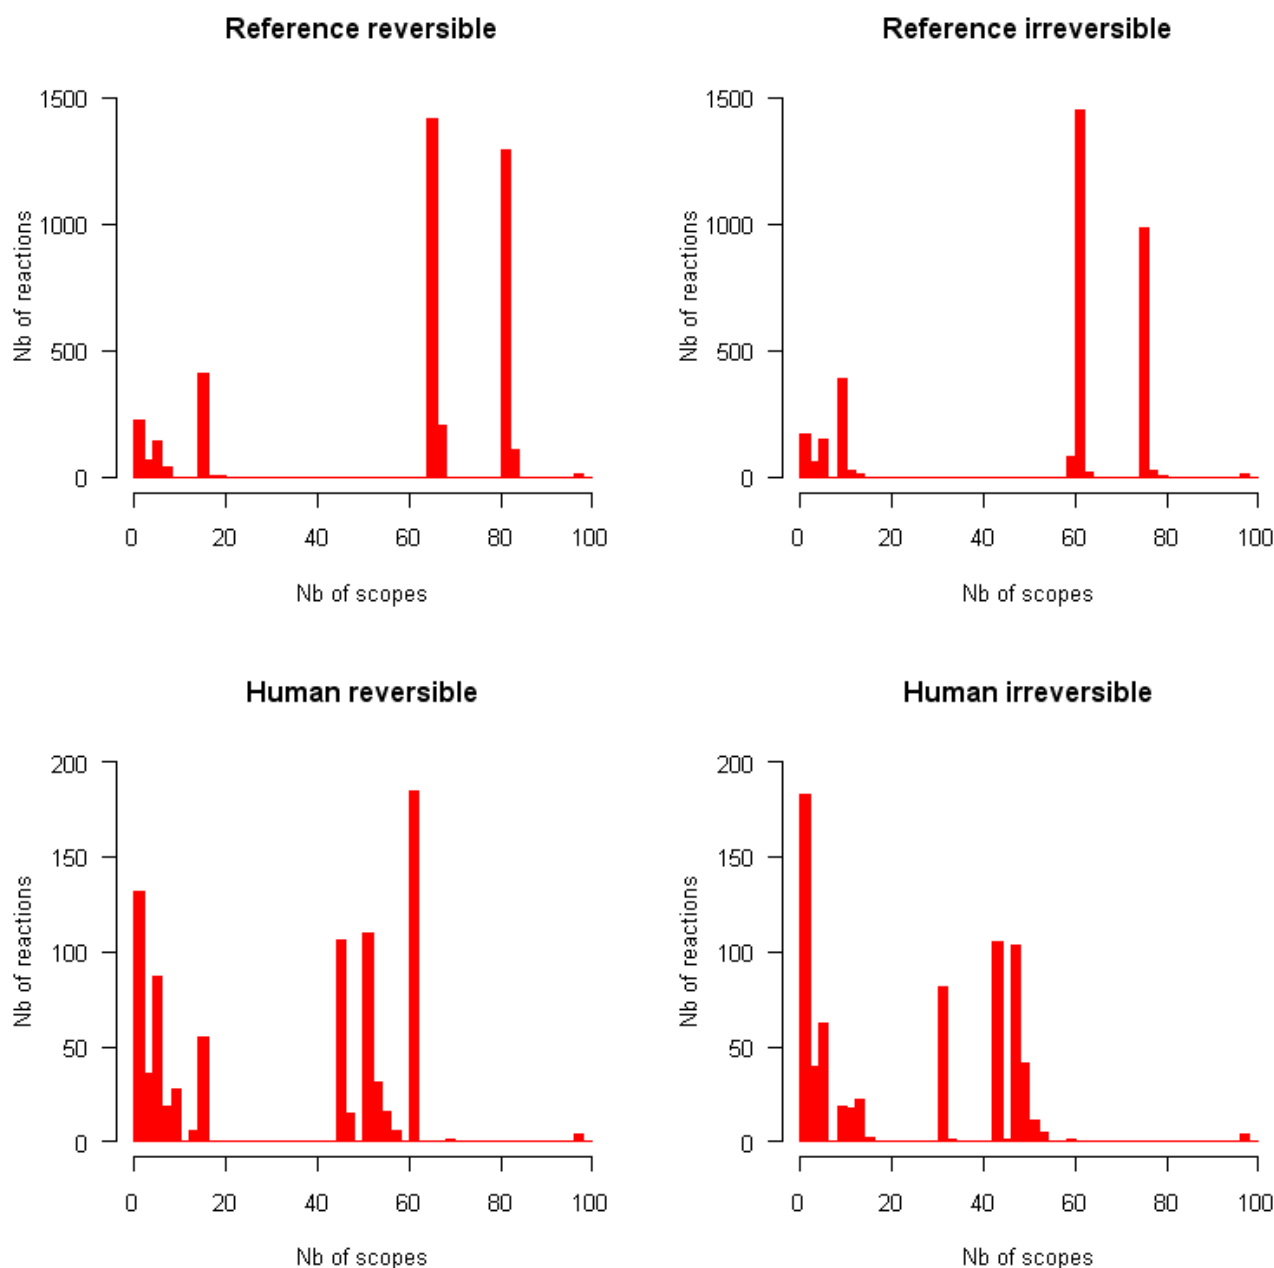 Reference reversible
Nb of reactions
1500
1000
500
0
0 20 40 60 80 100
Nb of scopes
Reference irreversible
Nb of reactions
1500
1000
500
0
0 20 40 60 80 100
Nb of scopes
Human reversible
Nb of reactions
200
150
100
50
0
0 20 40 60 80 100
Nb of scopes
Human irreversible
Nb of reactions
200
150
100
50
0
0 20 40 60 80 100
Nb of scopes